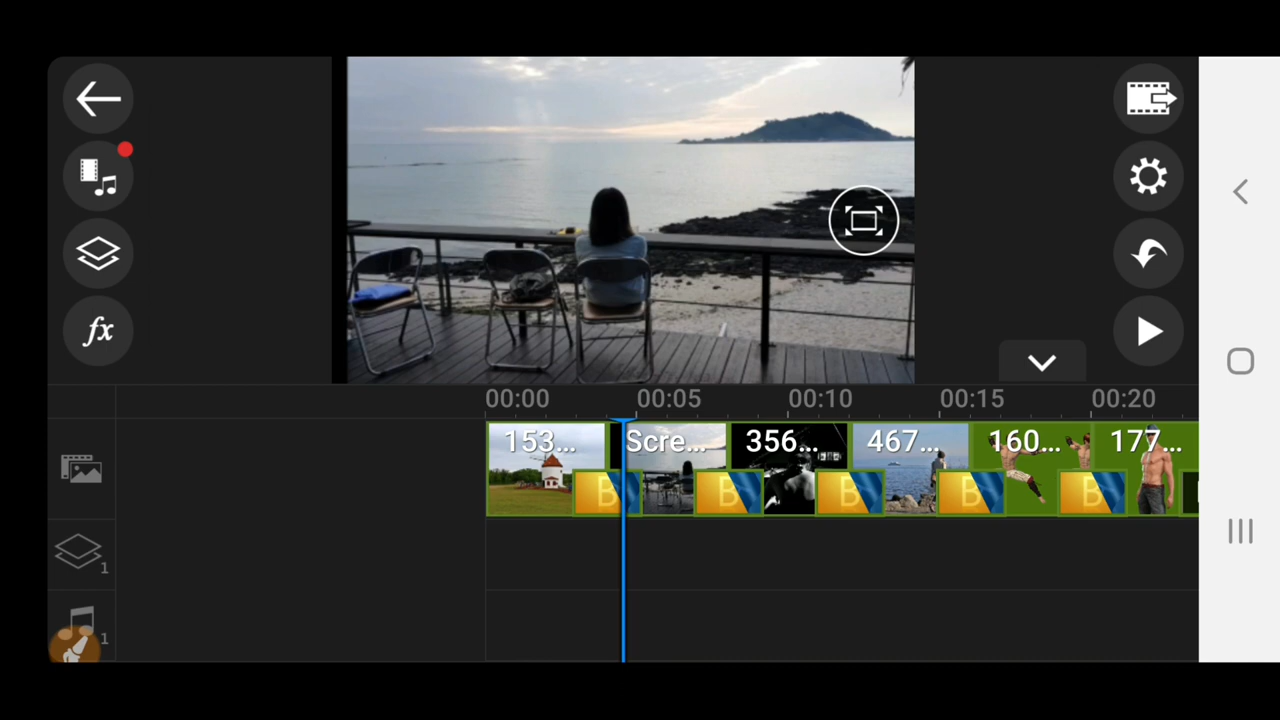 fx
00:00 00:05 00:10 00:15 00:20
153... Scre... 356... 467... 160... 177...
B B B B B
1
1